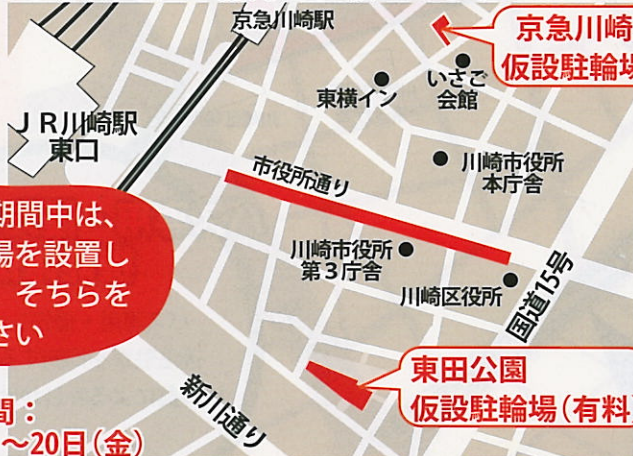 京急川崎駅
京急川崎
仮設駐輪場
いさご
会館
東横イン
JR川崎駅
東口
川崎市役所
本庁舎
市役所通り
期間中は、
場を設置し
そちらを
さい
川崎市役所
第3庁舎
川崎区役所
国道15号
東田公園
仮設駐輪場(有料)
新川通り
間：
～20日(金)